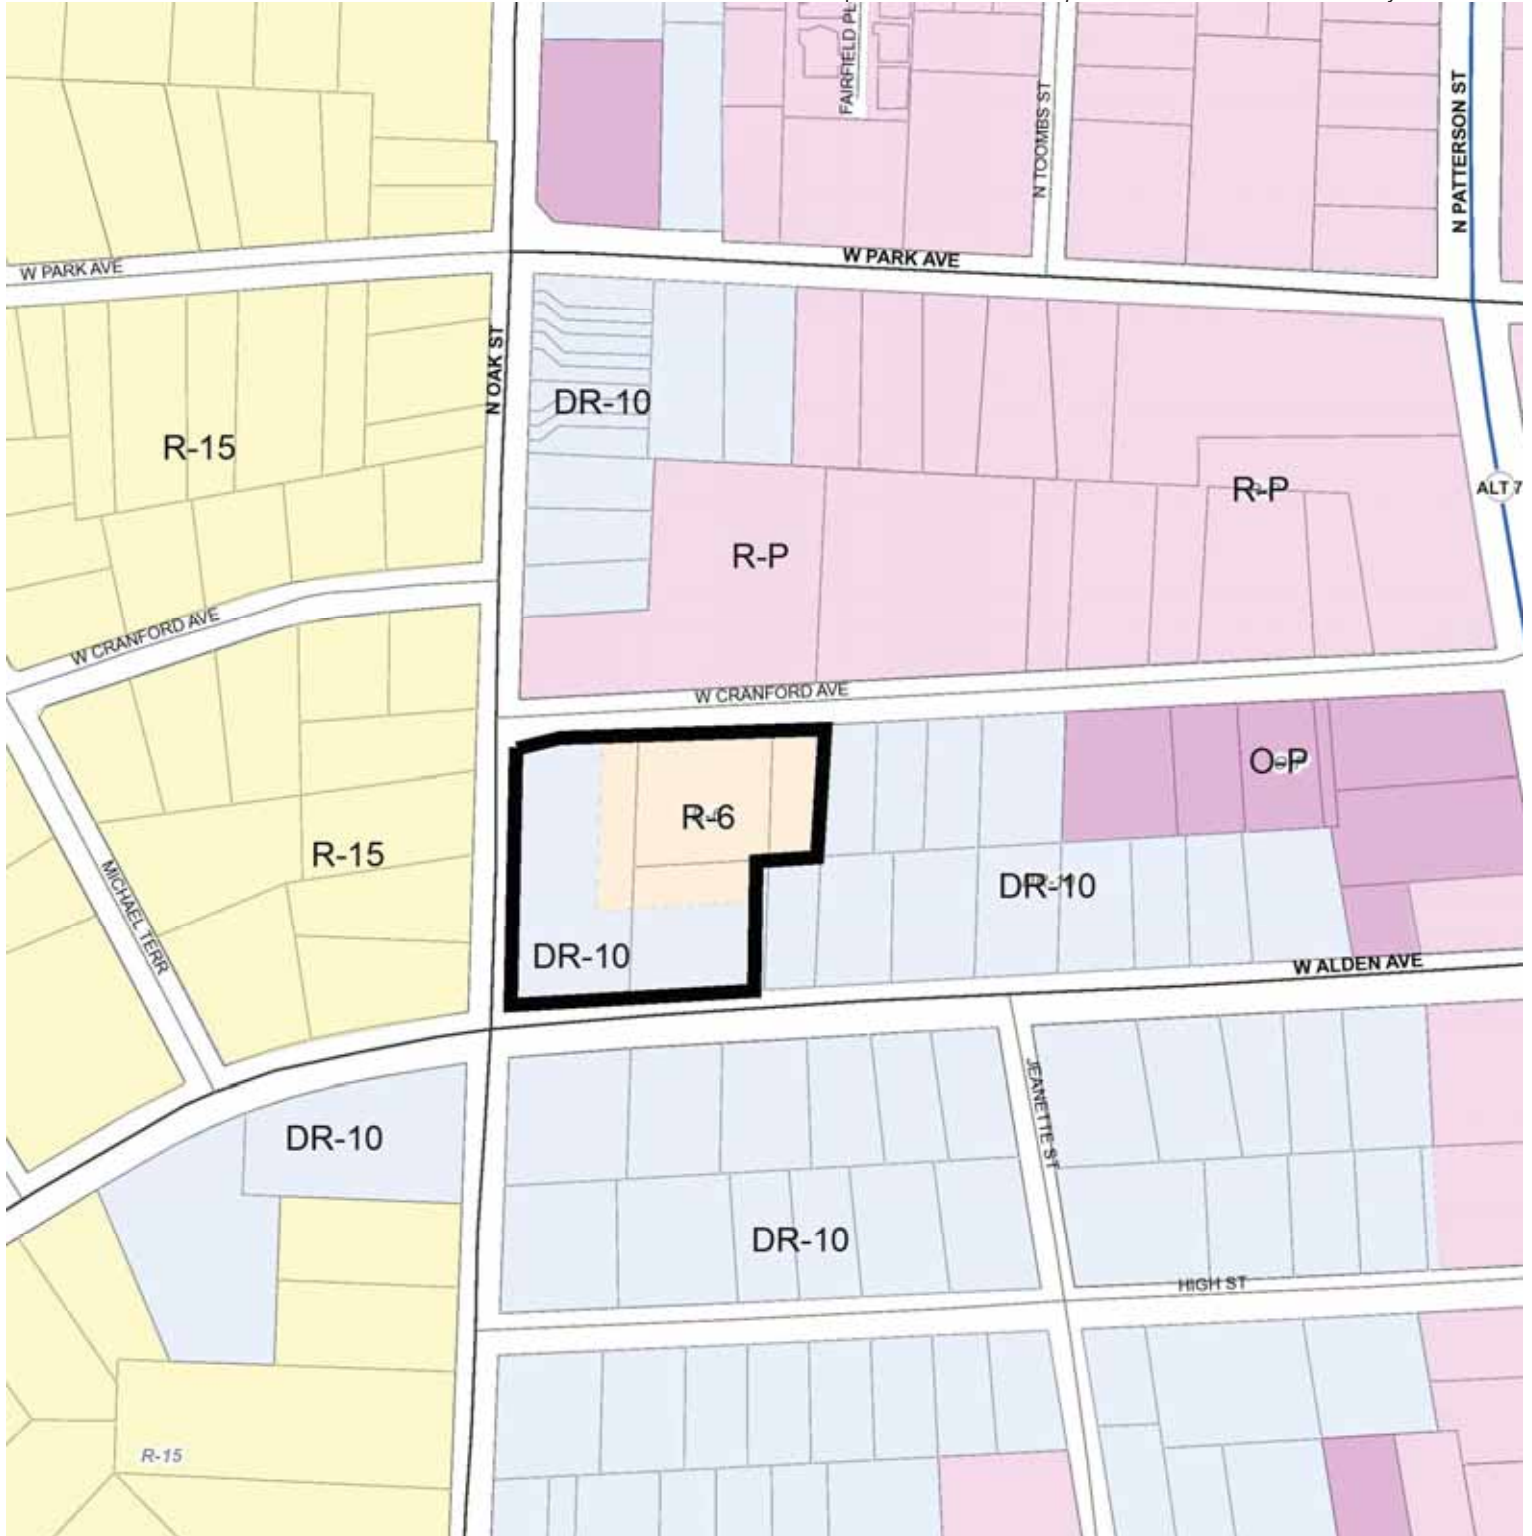 FAIRFIELD PL
N TOOMBS ST
N PATTERSON ST
W PARK AVE
W PARK AVE
N OAK ST
DR-10
R-15
R-P
ALT 7
R-P
W CRANFORD AVE
W CRANFORD AVE
O-P
R-6
R-15
DR-10
MICHAEL TERR
DR-10
W ALDEN AVE
JEANETTE ST
DR-10
DR-10
HIGH ST
R-15